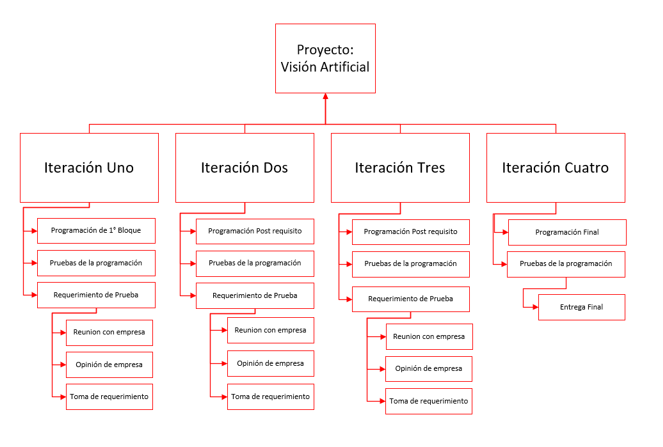 Proyecto:
Visión Artificial
Iteración Uno
Iteración Dos
Iteración Tres
Iteración Cuatro
Programación de 1° Bloque
Pruebas de la programación
Requerimiento de Prueba
Reunion con empresa
Opinión de empresa
Toma de requerimiento
Programación Post requisito
Pruebas de la programación
Requerimiento de Prueba
Reunion con empresa
Opinión de empresa
Toma de requerimiento
Programación Post requisito
Pruebas de la programación
Requerimiento de Prueba
Reunion con empresa
Opinión de empresa
Toma de requerimiento
Programación Final
Pruebas de la programación
Entrega Final